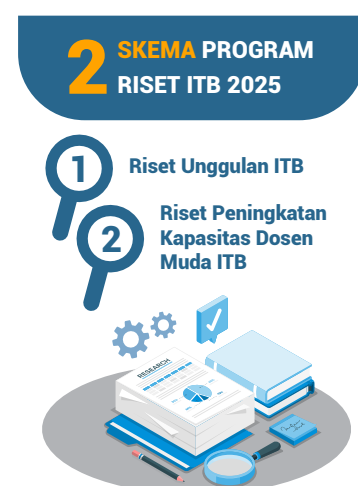 2 SKEMA PROGRAM
RISET ITB 2025
1 Riset Unggulan ITB
2 Riset Peningkatan
Kapasitas Dosen
Muda ITB
RESEARCH